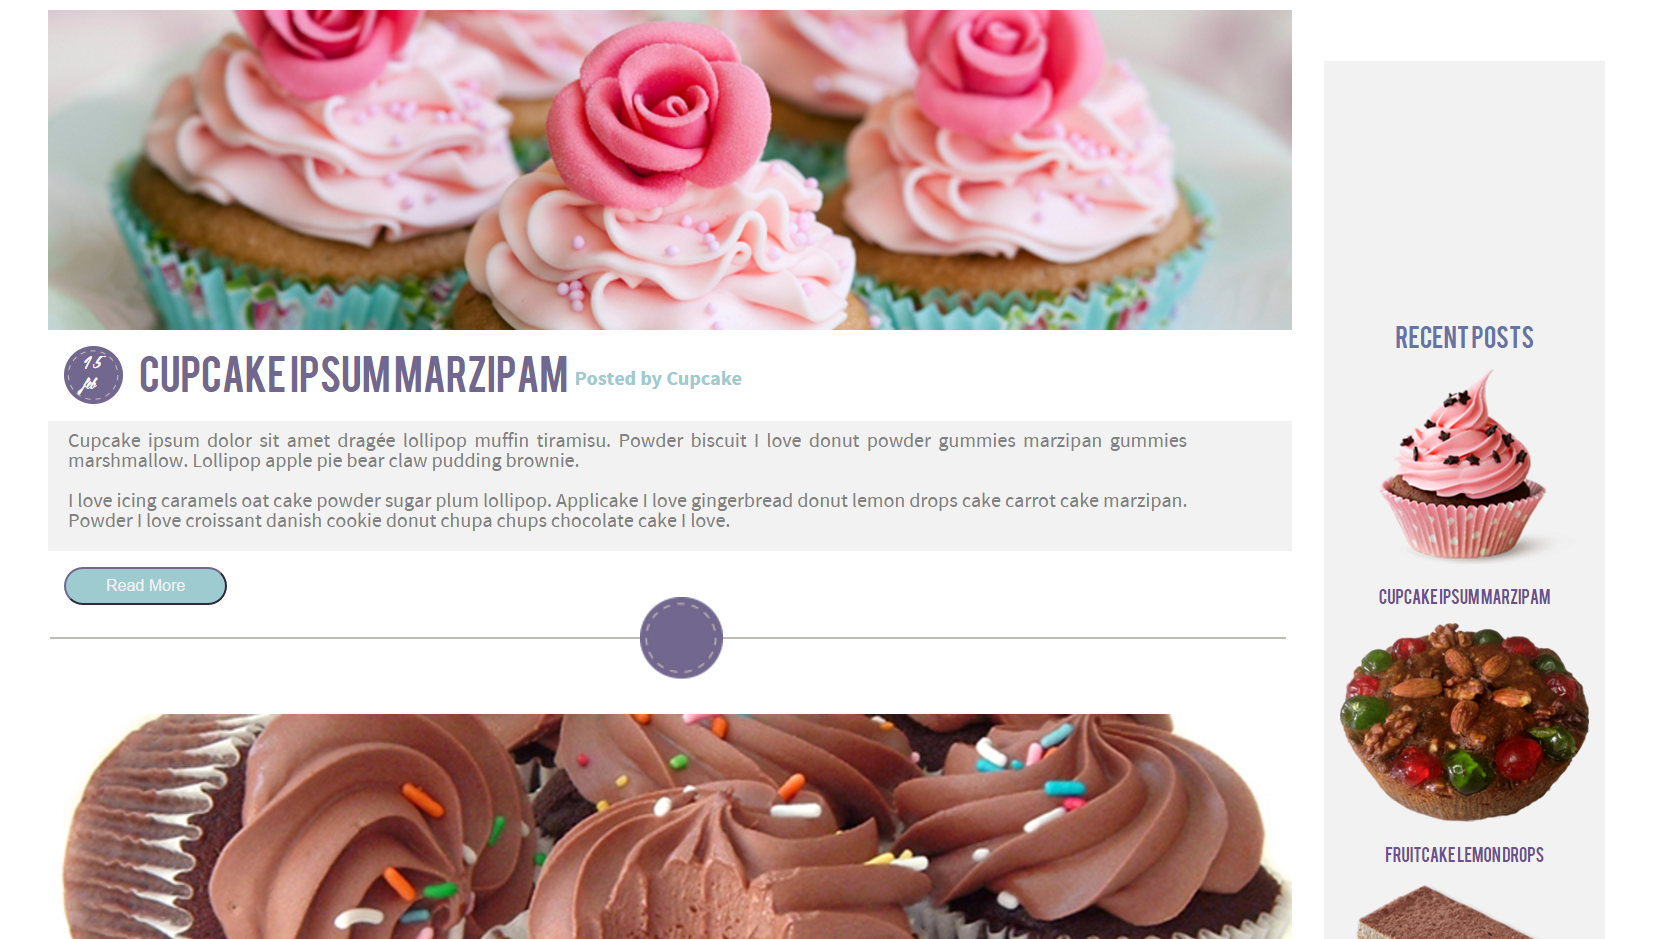 15
feb
CUPCAKE IPSUM MARZIPAM Posted by Cupcake
Cupcake ipsum dolor sit amet dragée lollipop muffin tiramisu. Powder biscuit I love donut powder gummies marzipan gummies
marshmallow. Lollipop apple pie bear claw pudding brownie.
I love icing caramels oat cake powder sugar plum lollipop. Applicake I love gingerbread donut lemon drops cake carrot cake marzipan.
Powder I love croissant danish cookie donut chupa chups chocolate cake I love.
Read More
RECENT POSTS
CUPCAKE IPSUM MARZIPAM
FRUITCAKE LEMON DROPS